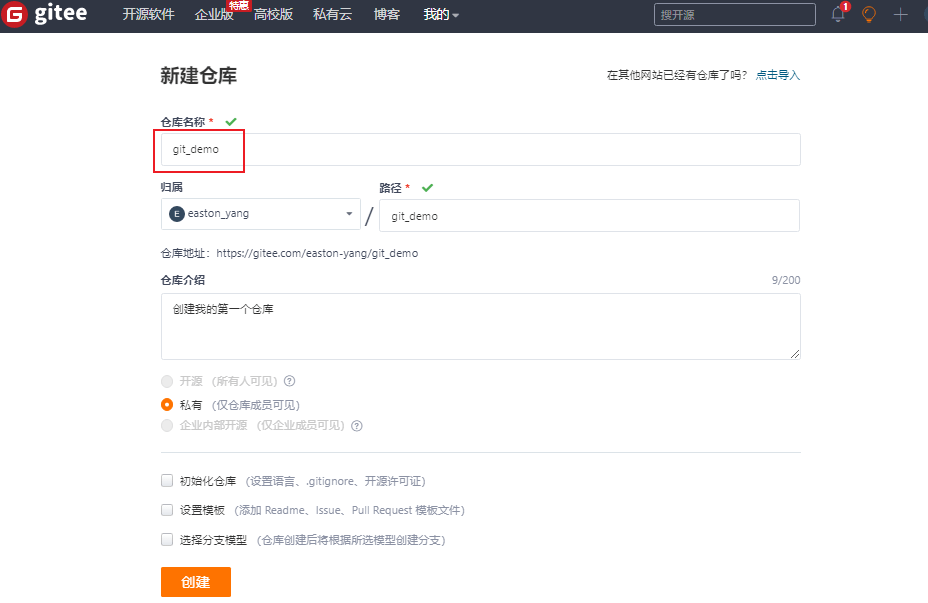 gitee 开源软件 企业版 特惠 高校版 私有云 博客 我的 搜开源 1
新建仓库 在其他网站已经有仓库了吗？ 点击导入
仓库名称 *
git_demo
归属 路径 *
E easton_yang / git_demo
仓库地址：https://gitee.com/easton-yang/git_demo
仓库介绍 9/200
创建我的第一个仓库
开源 (所有人可见) ?
私有 (仅仓库成员可见)
企业内部开源 (仅企业成员可见) ?
初始化仓库 (设置语言、.gitignore、开源许可证)
设置模板 (添加 Readme、Issue、Pull Request 模板文件)
选择分支模型 (仓库创建后将根据所选模型创建分支)
创建